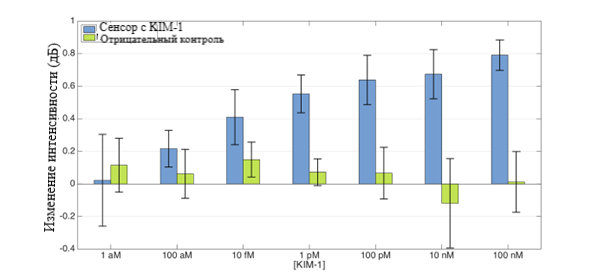 Сенсор с KIM-1
Отрицательный контроль
Изменение интенсивности (дБ)
1
0.8
0.6
0.4
0.2
0
-0.2
-0.4
1 aM
100 aM
10 fM
1 pM
100 pM
10 nM
100 nM
[KIM-1]